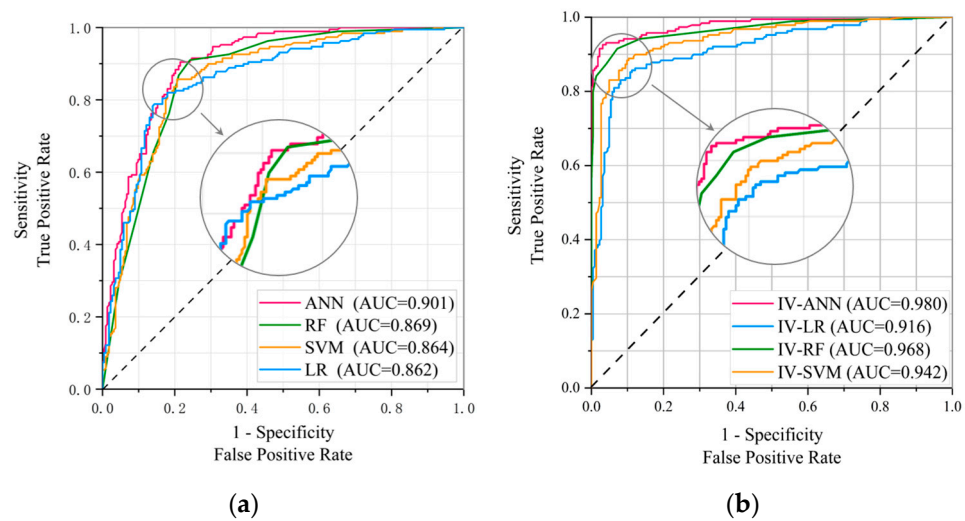 Sensitivity
True Positive Rate
1.0
0.8
0.6
0.4
0.2
0.0
ANN (AUC=0.901)
RF (AUC=0.869)
SVM (AUC=0.864)
LR (AUC=0.862)
0.0 0.2 0.4 0.6 0.8 1.0
1 - Specificity
False Positive Rate
(a)
Sensitivity
True Positive Rate
1.0
0.8
0.6
0.4
0.2
0.0
IV-ANN (AUC=0.980)
IV-LR (AUC=0.916)
IV-RF (AUC=0.968)
IV-SVM (AUC=0.942)
0.0 0.2 0.4 0.6 0.8 1.0
1 - Specificity
False Positive Rate
(b)